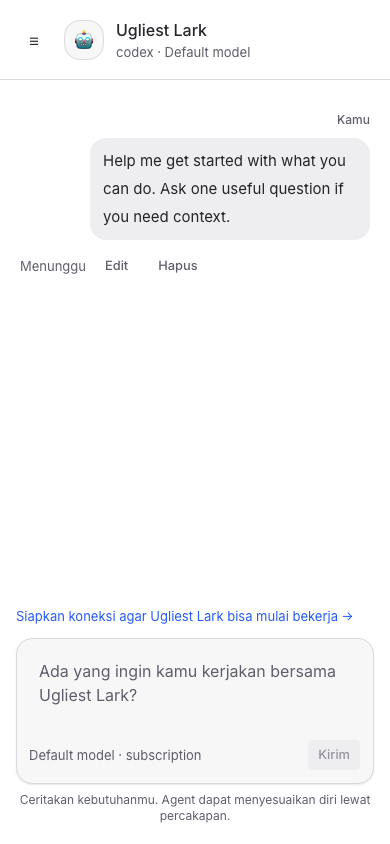 ≡
Ugliest Lark
codex · Default model
Kamu
Help me get started with what you
can do. Ask one useful question if
you need context.
Menunggu Edit Hapus
Siapkan koneksi agar Ugliest Lark bisa mulai bekerja →
Ada yang ingin kamu kerjakan bersama
Ugliest Lark?
Default model · subscription Kirim
Ceritakan kebutuhanmu. Agent dapat menyesuaikan diri lewat
percakapan.